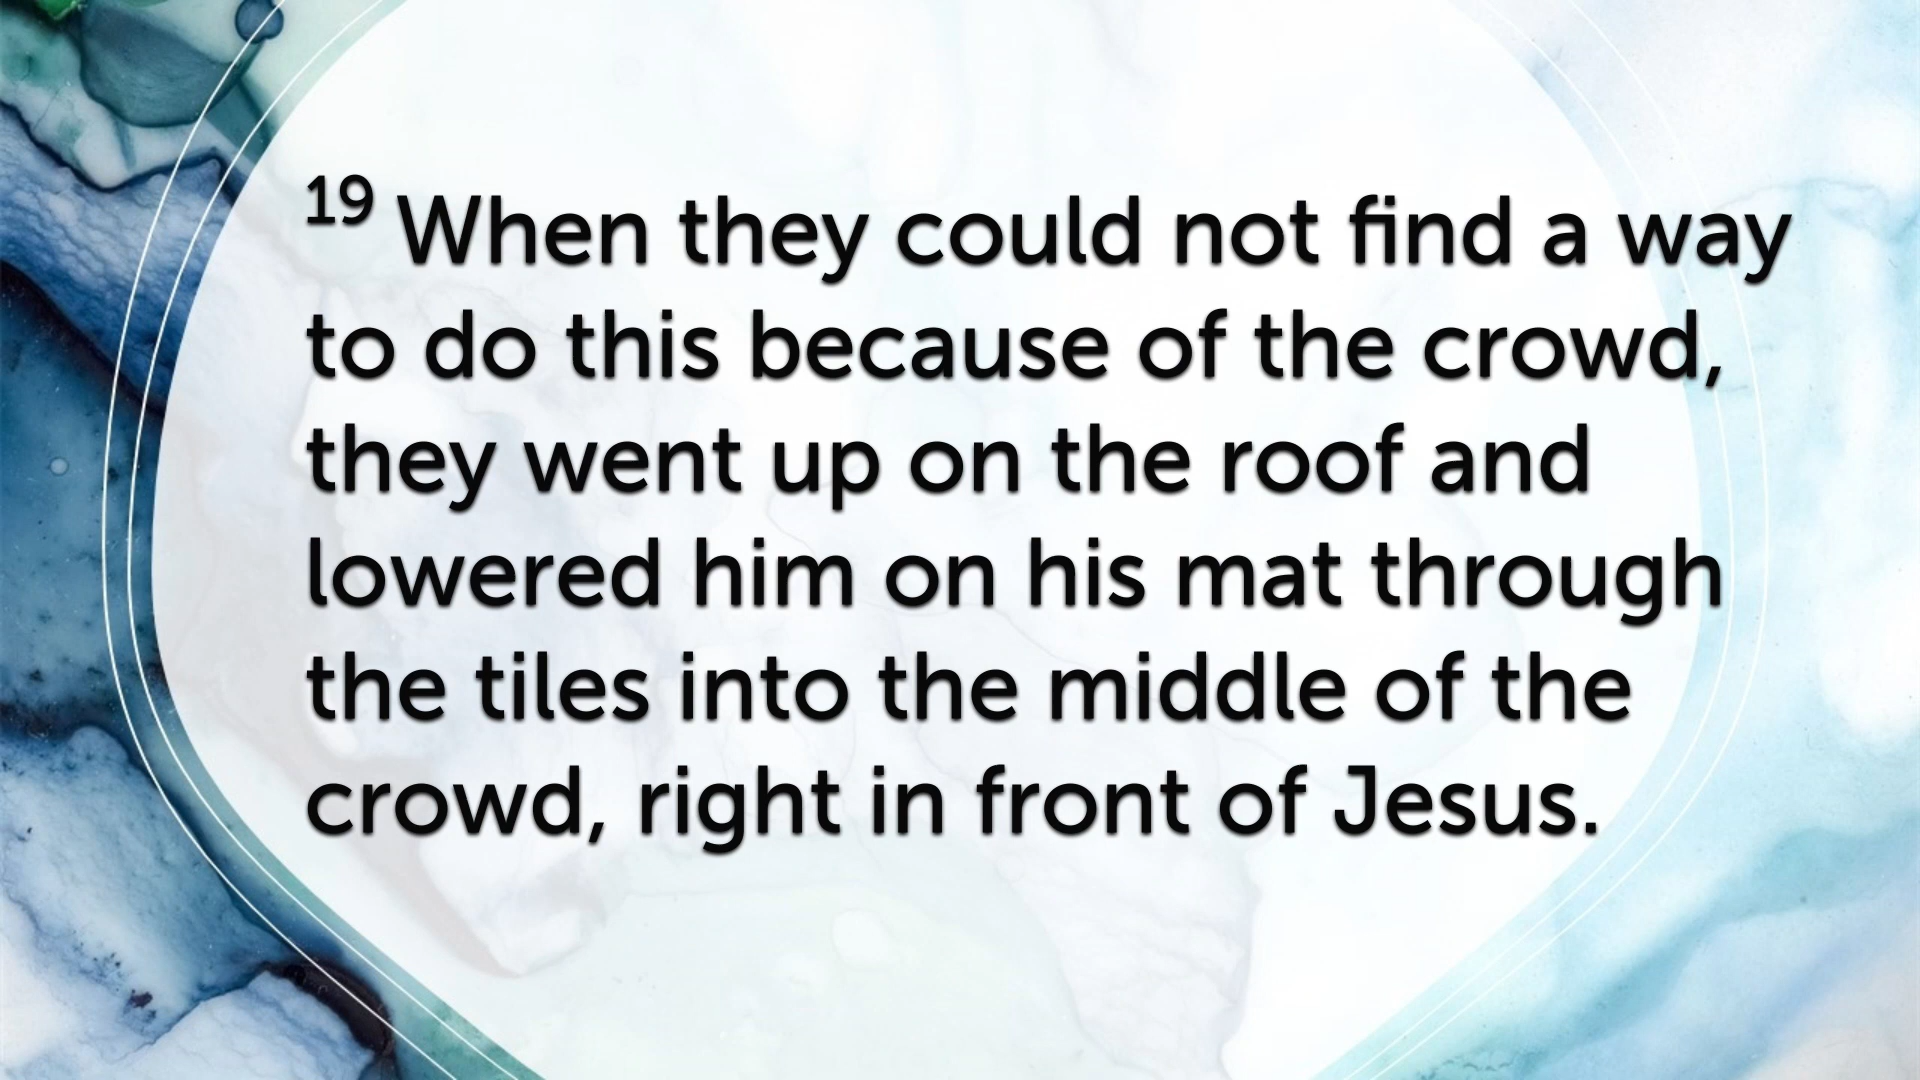 19 When they could not find a way
to do this because of the crowd,
they went up on the roof and
lowered him on his mat through
the tiles into the middle of the
crowd, right in front of Jesus.